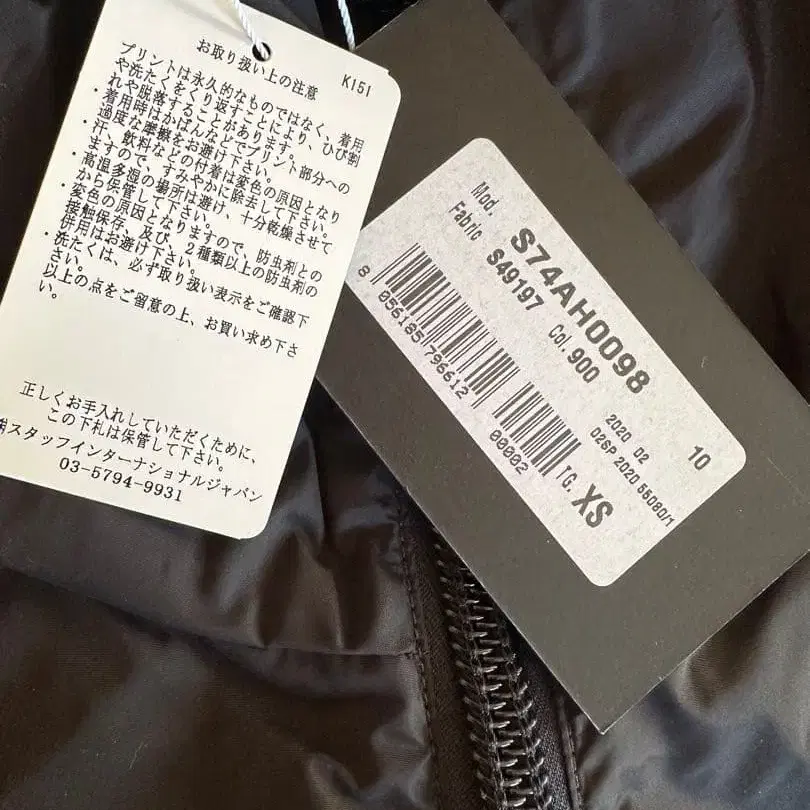 お取り扱い上の注意
K151
プリントは永久的なものではなく、着用
や洗たくをくり返すことにより、ひび割
れや脱落することがあります。
・着用時はかばんなどでプリント部分への
過度な摩擦をお避け下さい。
・汗、飲料などの付着は変色の原因となり
ますので、すみやかに除去して下さい。
・高温多湿の場所は避け、十分乾燥させて
から保管して下さい。
・変色の原因となりますので、防虫剤との
接触保存、及び、2種類以上の防虫剤の
併用はお避け下さい。
・洗たくは、必ず取り扱い表示をご確認下
さい。
以上の点をご留意の上、お買い求め下さ
い。
正しくお手入れしていただくために、
この下札は保管して下さい。
㈱スタッフインターナショナルジャパン
03-5794-9931
Mod. S74AH0098
Fabric S49197 Col.900
8 056185 796612
00002
2020 02 10
026P 2020 55080/1
TG. XS